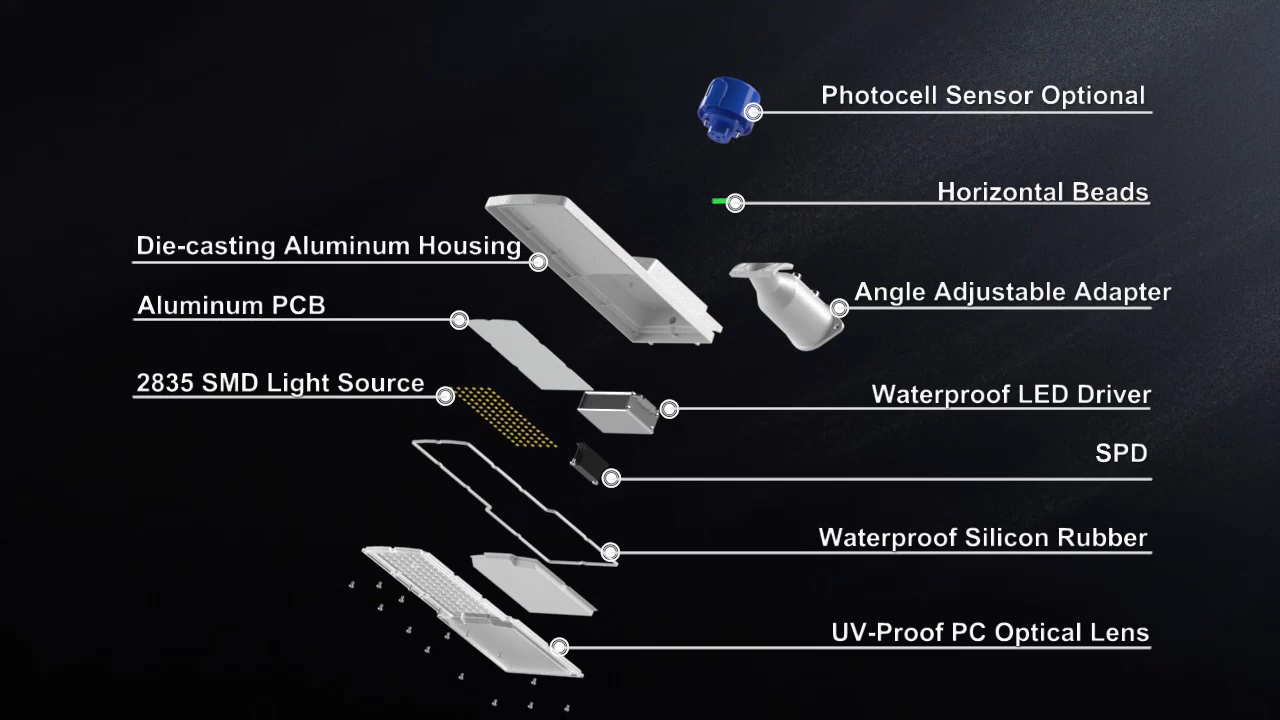 Photocell Sensor Optional
Horizontal Beads
Die-casting Aluminum Housing
Angle Adjustable Adapter
Aluminum PCB
2835 SMD Light Source
Waterproof LED Driver
SPD
Waterproof Silicon Rubber
UV-Proof PC Optical Lens